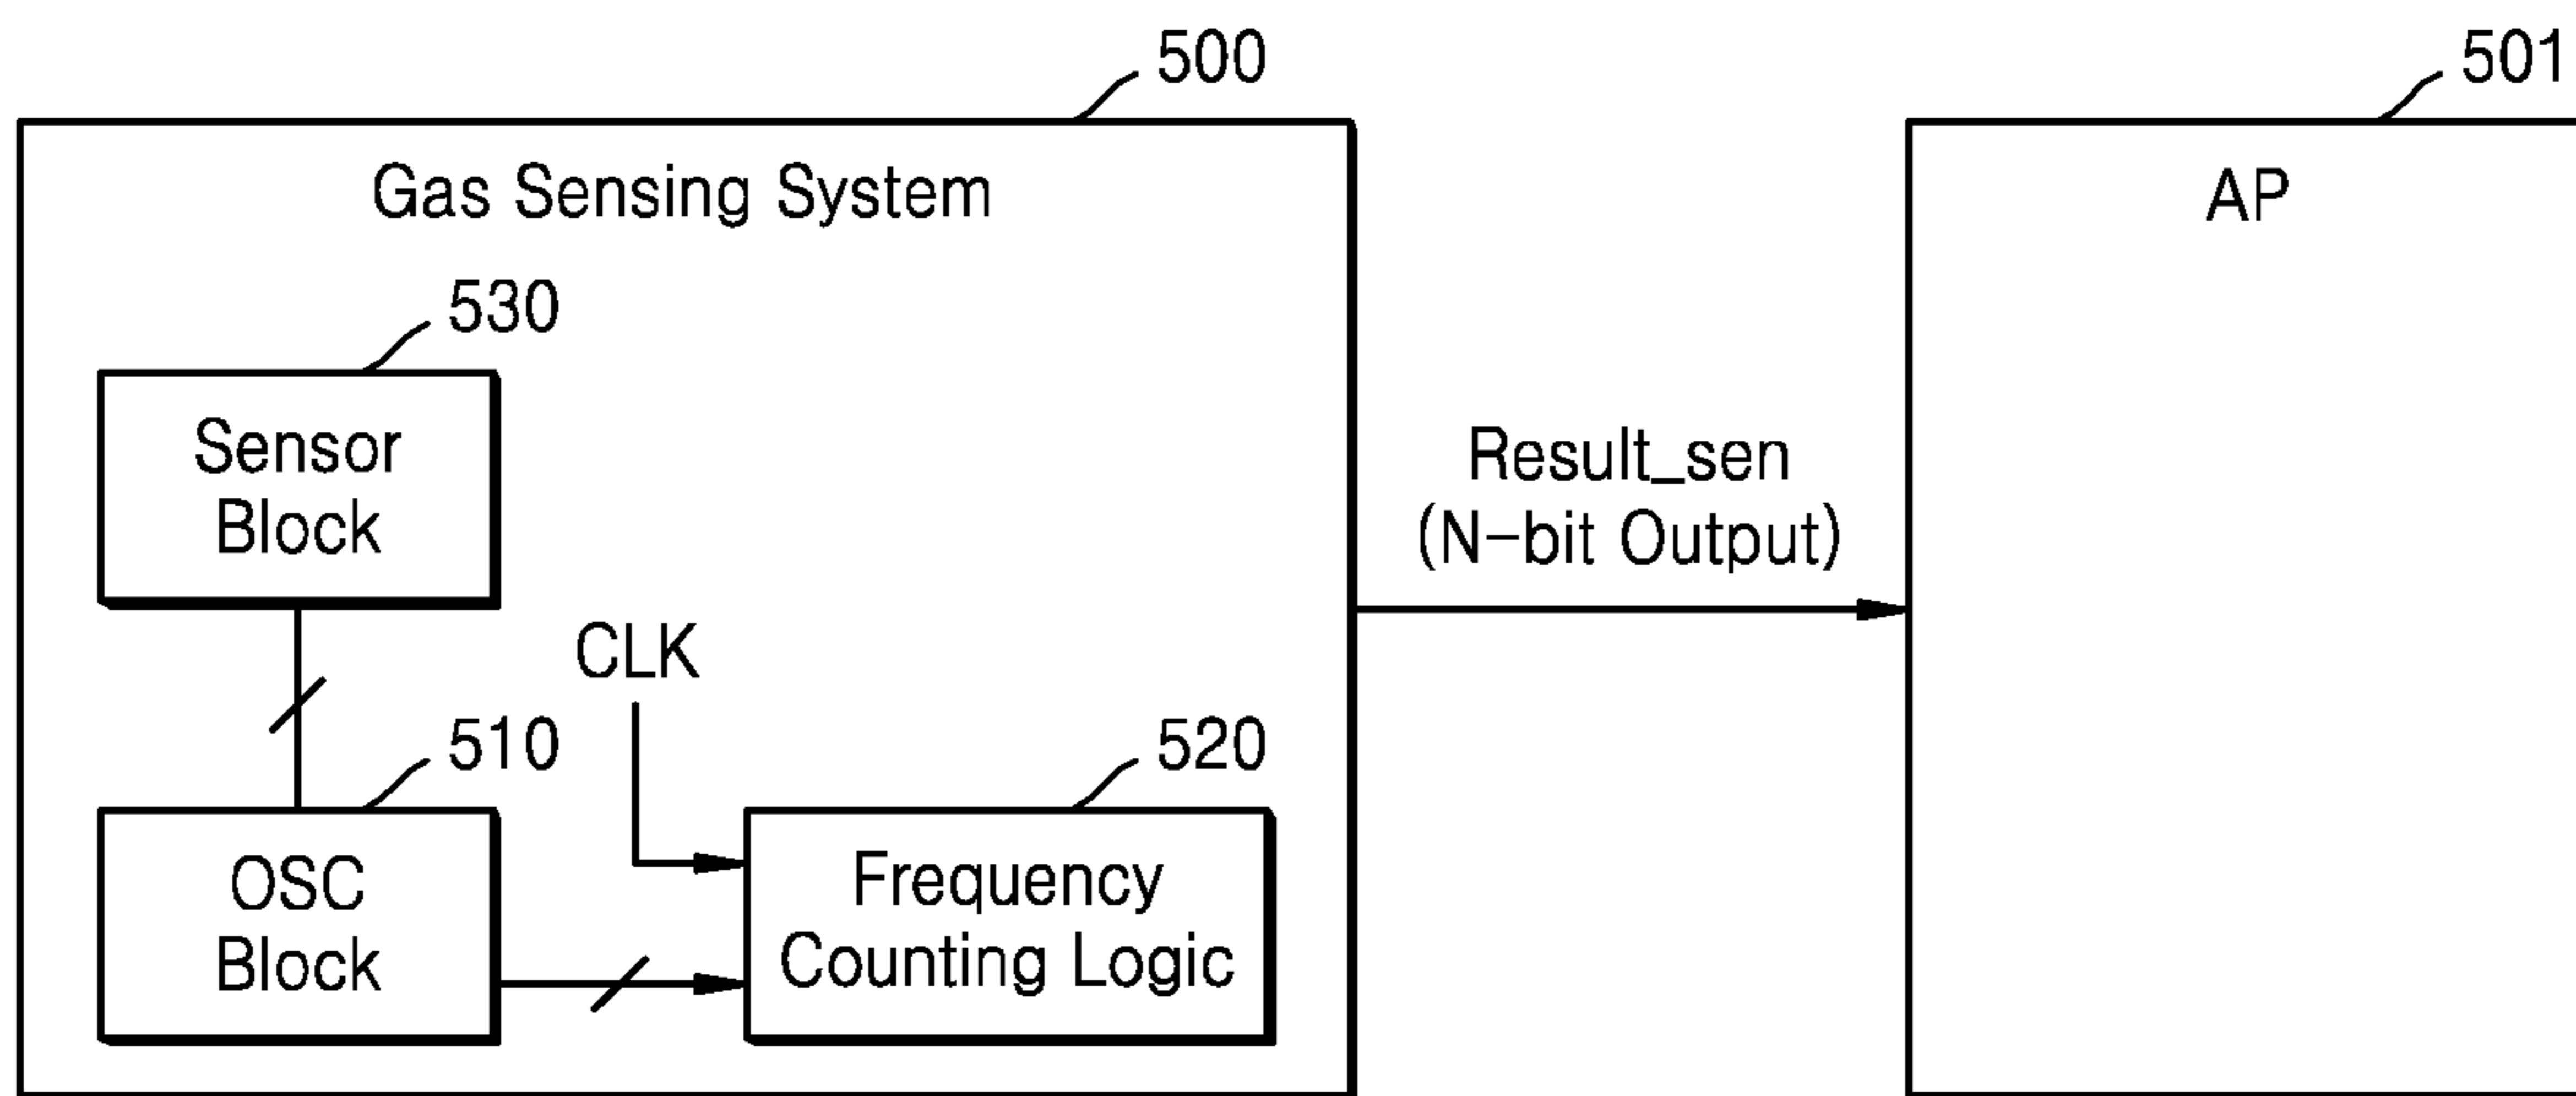 500
501
Gas Sensing System
AP
530
Sensor
Block
Result_sen
(N-bit Output)
CLK
510
520
OSC
Block
Frequency
Counting Logic